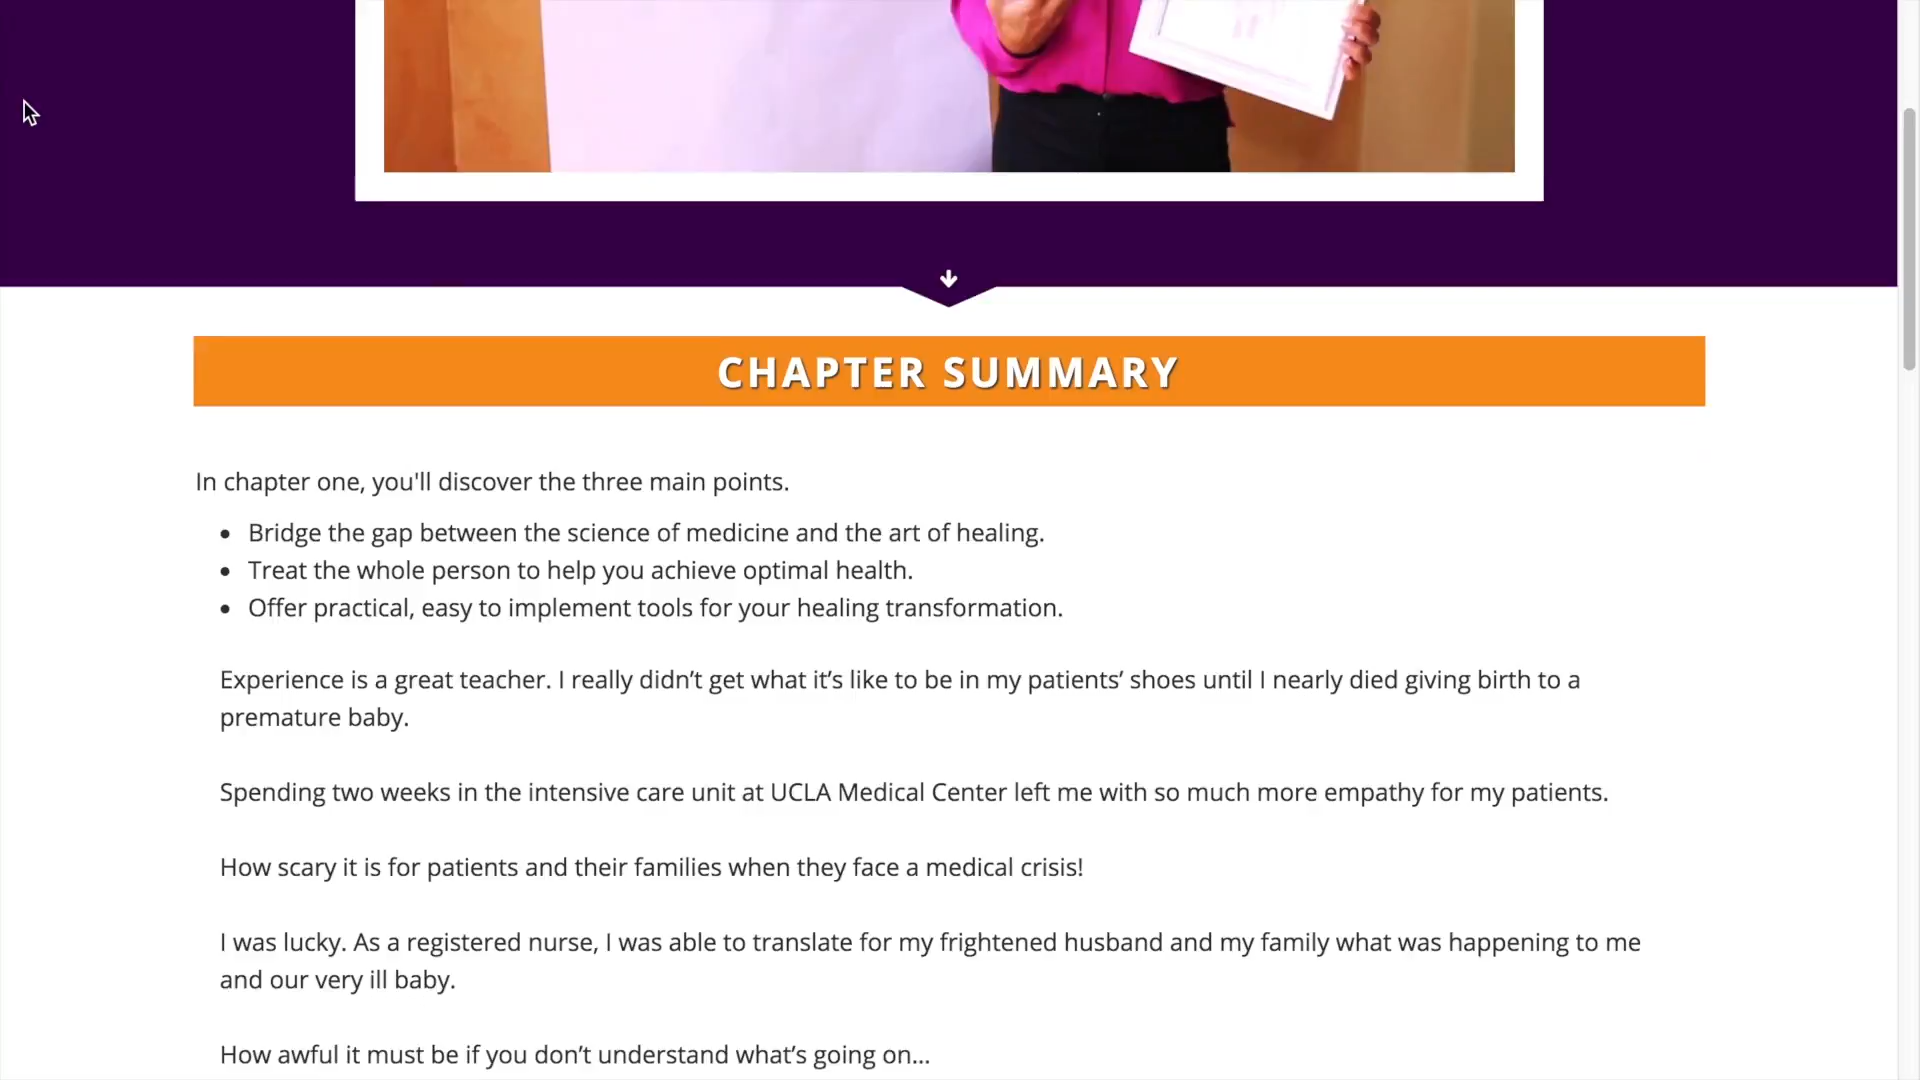 CHAPTER SUMMARY
In chapter one, you'll discover the three main points.
• Bridge the gap between the science of medicine and the art of healing.
• Treat the whole person to help you achieve optimal health.
• Offer practical, easy to implement tools for your healing transformation.
Experience is a great teacher. I really didn’t get what it’s like to be in my patients’ shoes until I nearly died giving birth to a
premature baby.
Spending two weeks in the intensive care unit at UCLA Medical Center left me with so much more empathy for my patients.
How scary it is for patients and their families when they face a medical crisis!
I was lucky. As a registered nurse, I was able to translate for my frightened husband and my family what was happening to me
and our very ill baby.
How awful it must be if you don’t understand what’s going on...